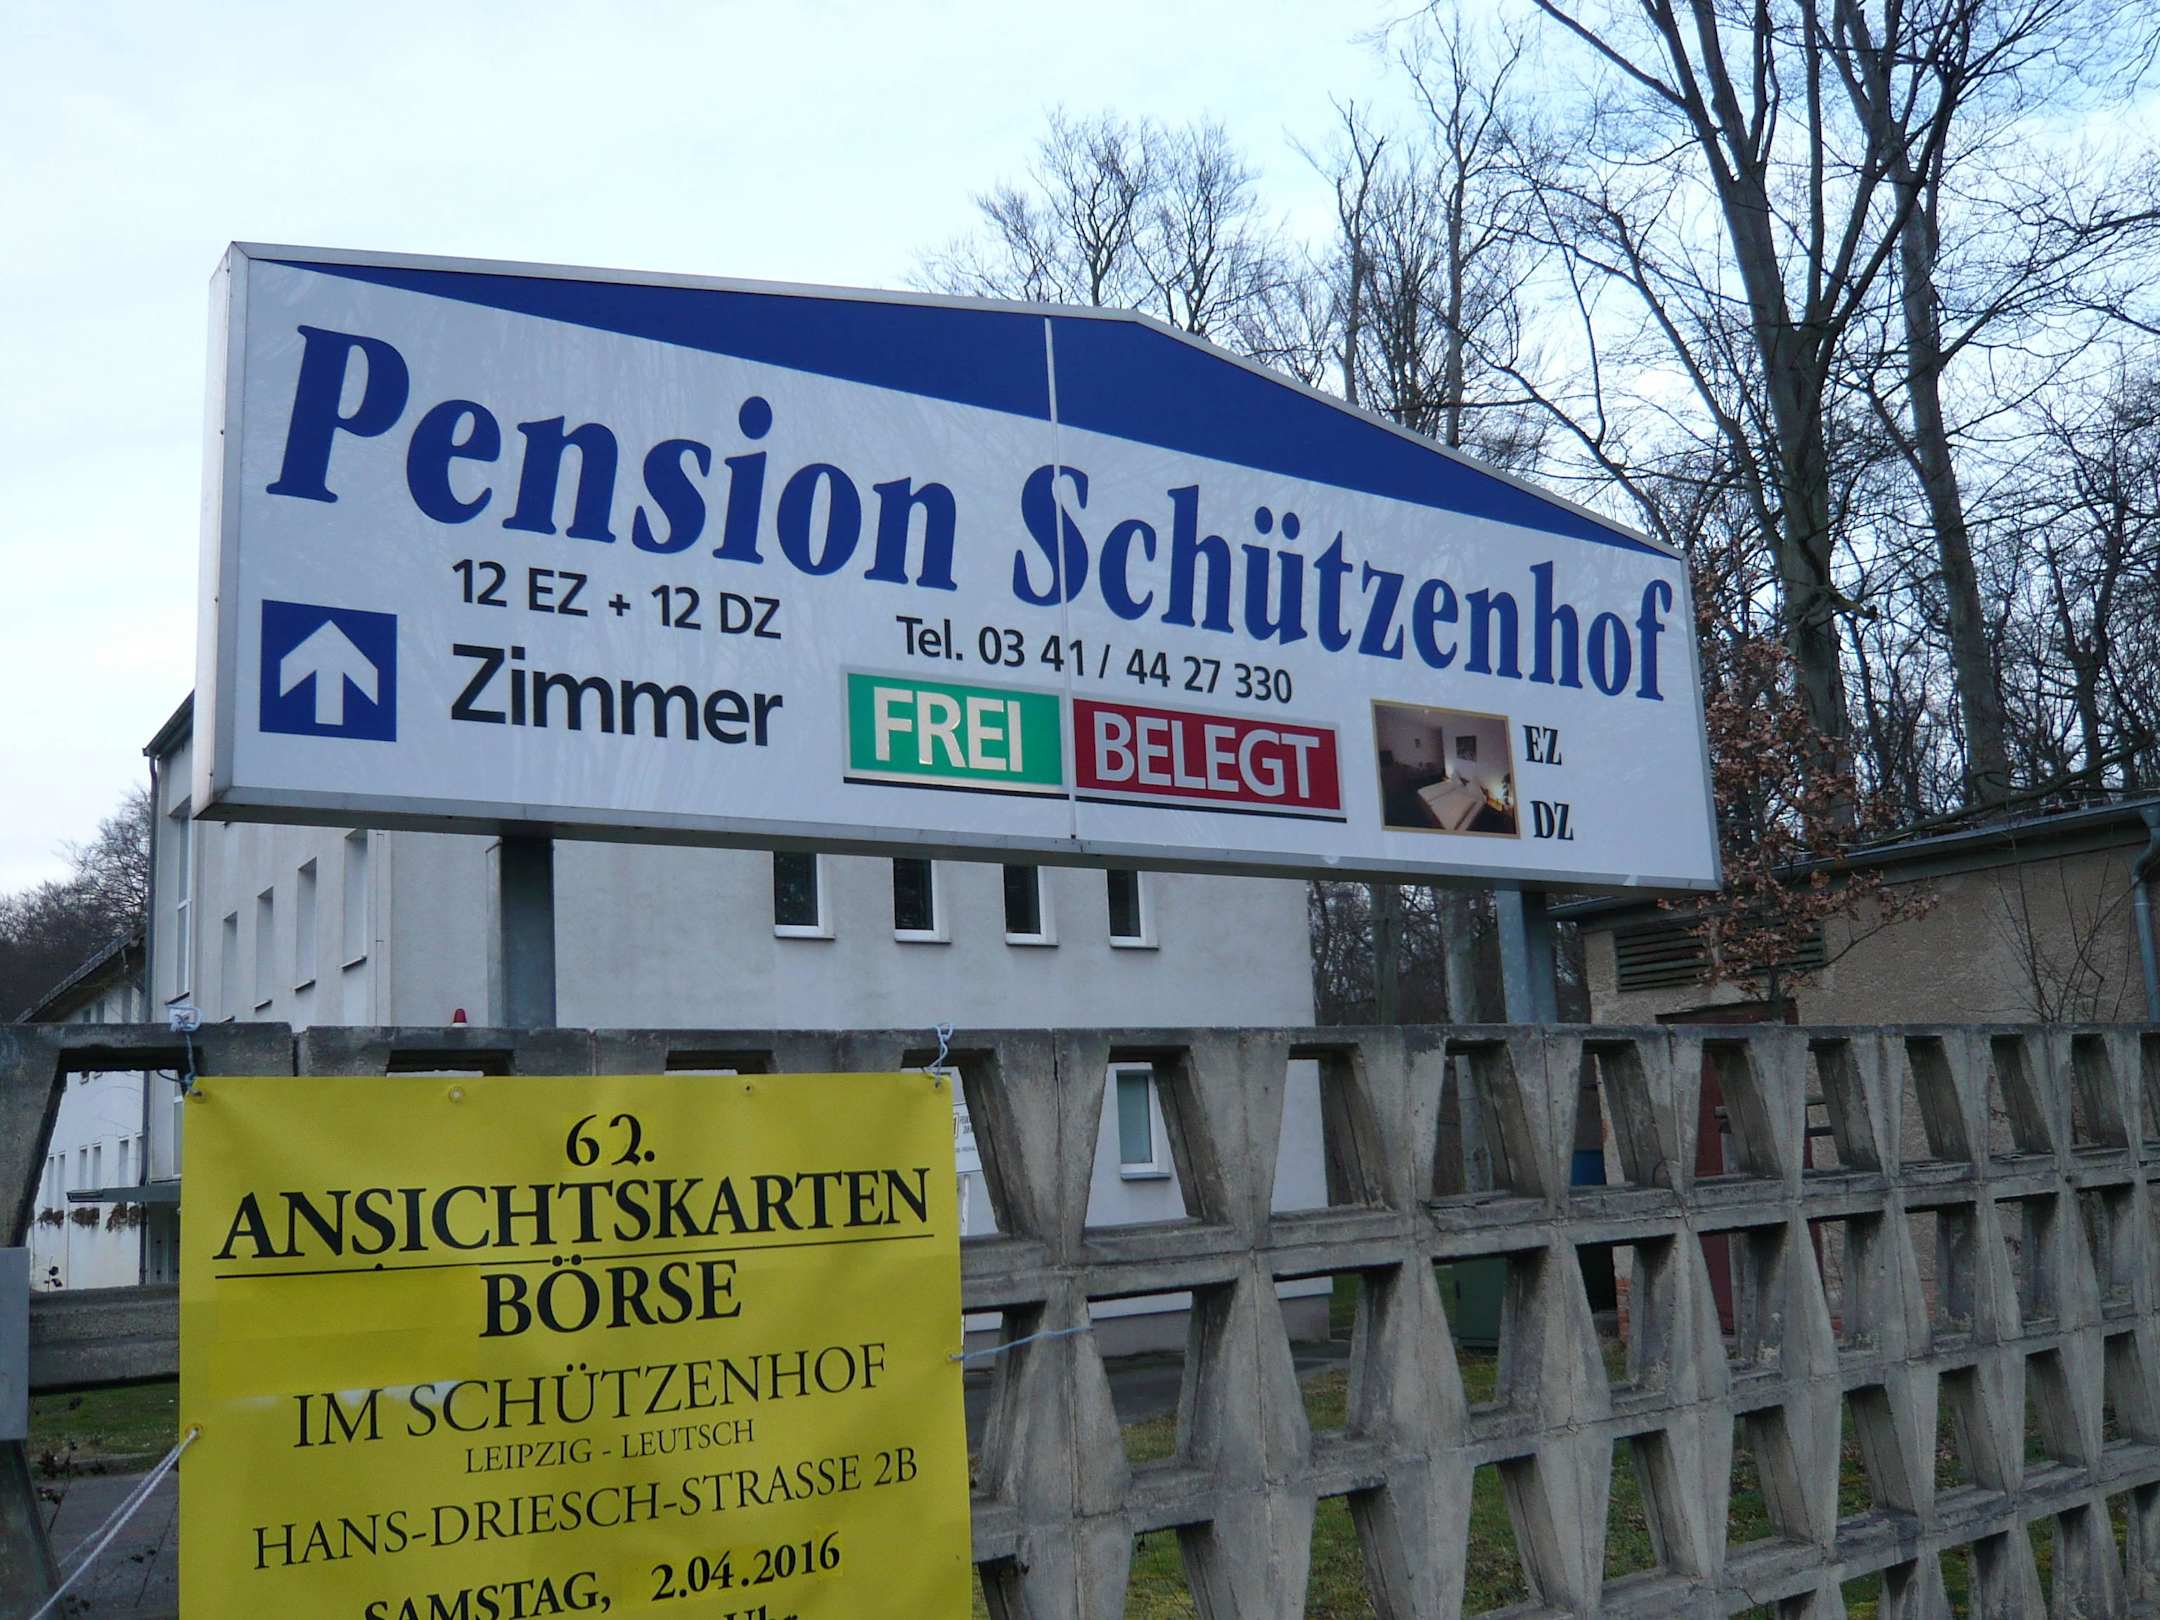 Pension Schützenhof
12 EZ + 12 DZ
Zimmer
Tel. 03 41 / 44 27 330
FREI BELEGT
EZ
DZ
62.
ANSICHTSKARTEN
BÖRSE
IM SCHÜTZENHOF
LEIPZIG - LEUTSCH
HANS-DRIESCH-STRASSE 2B
SAMSTAG, 2.04.2016
Uhr